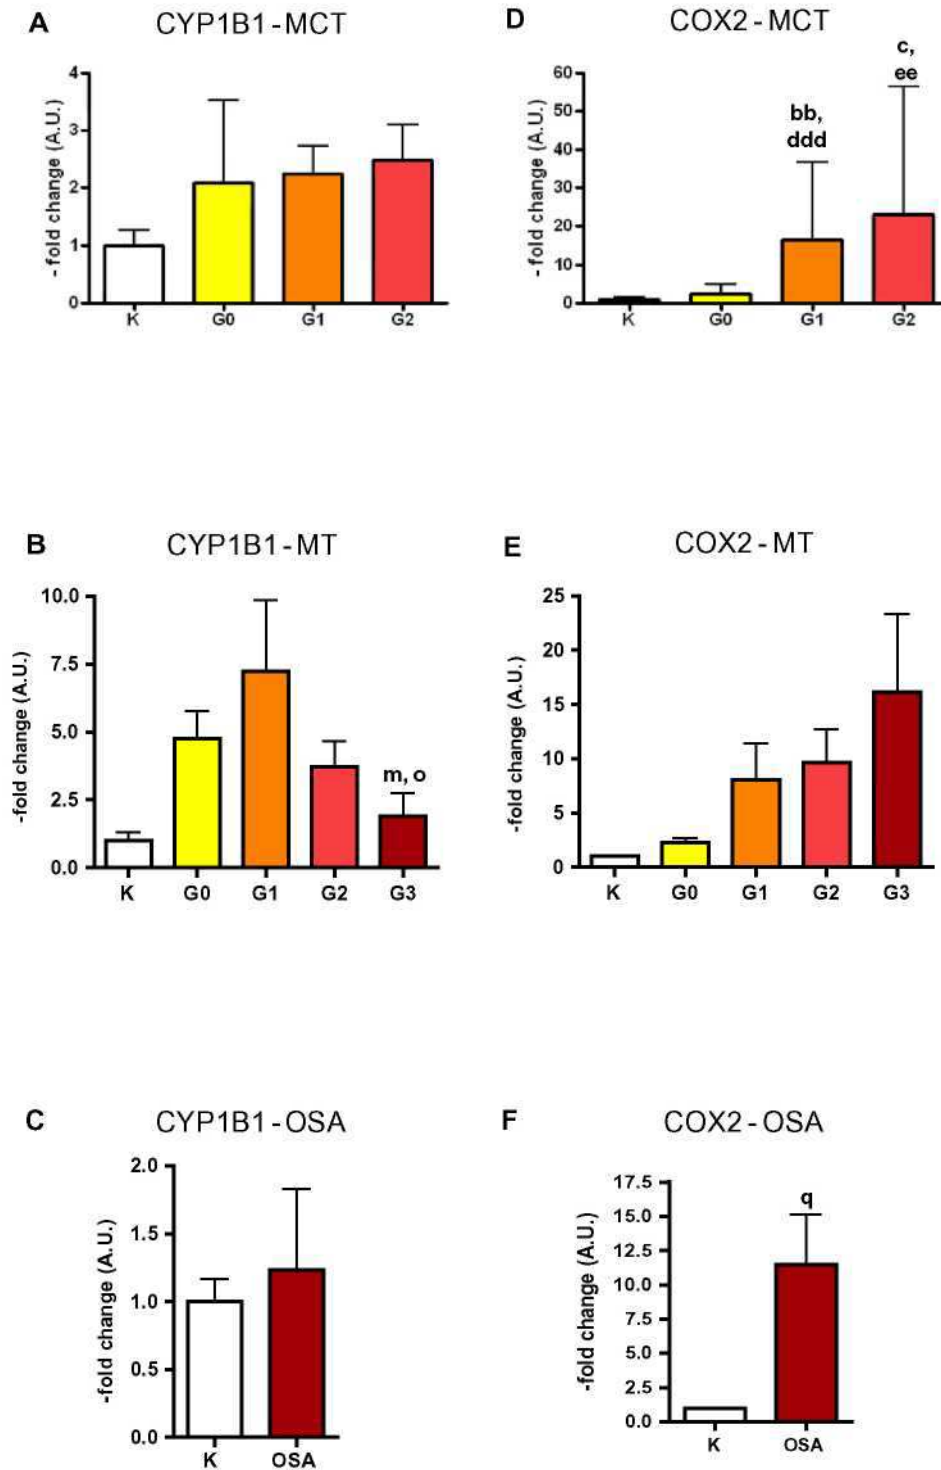 A
CYP1B1 - MCT
- fold change (A.U.)
4
3
2
1
0
K G0 G1 G2
D
COX2 - MCT
- fold change (A.U.)
60
50
40
30
20
10
0
bb,
ddd
c,
ee
K G0 G1 G2
B
CYP1B1 - MT
-fold change (A.U.)
10.0
7.5
5.0
2.5
0.0
m, o
K G0 G1 G2 G3
E
COX2 - MT
-fold change (A.U.)
25
20
15
10
5
0
K G0 G1 G2 G3
C
CYP1B1 - OSA
-fold change (A.U.)
2.0
1.5
1.0
0.5
0.0
K OSA
F
COX2 - OSA
-fold change (A.U.)
17.5
15.0
12.5
10.0
7.5
5.0
2.5
0.0
q
K OSA